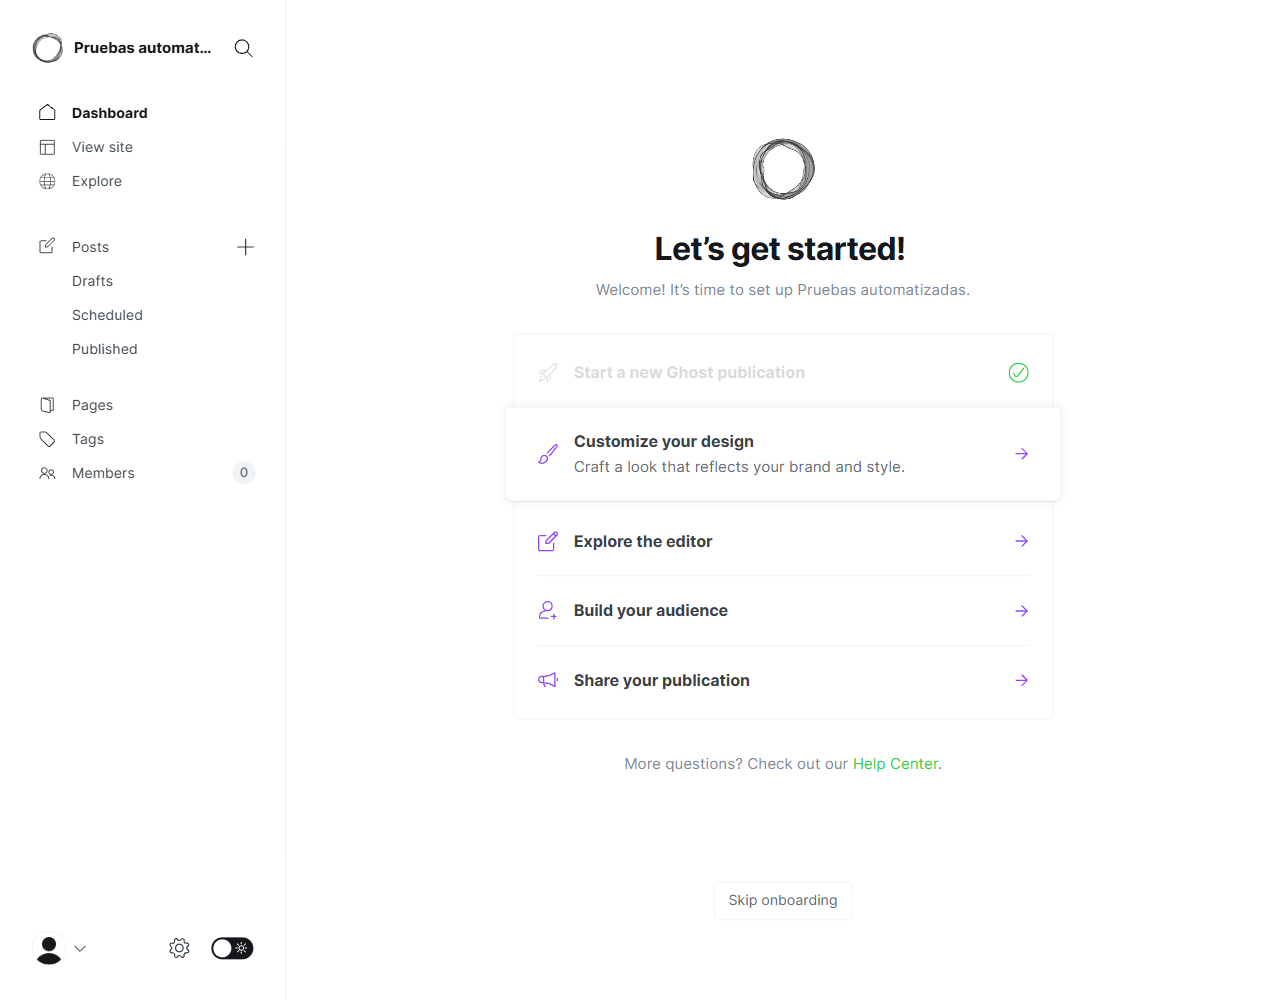 Pruebas automat...
Dashboard
View site
Explore
Posts
Drafts
Scheduled
Published
Pages
Tags
Members 0
Let’s get started!
Welcome! It’s time to set up Pruebas automatizadas.
Start a new Ghost publication
Customize your design
Craft a look that reflects your brand and style.
Explore the editor
Build your audience
Share your publication
More questions? Check out our Help Center.
Skip onboarding